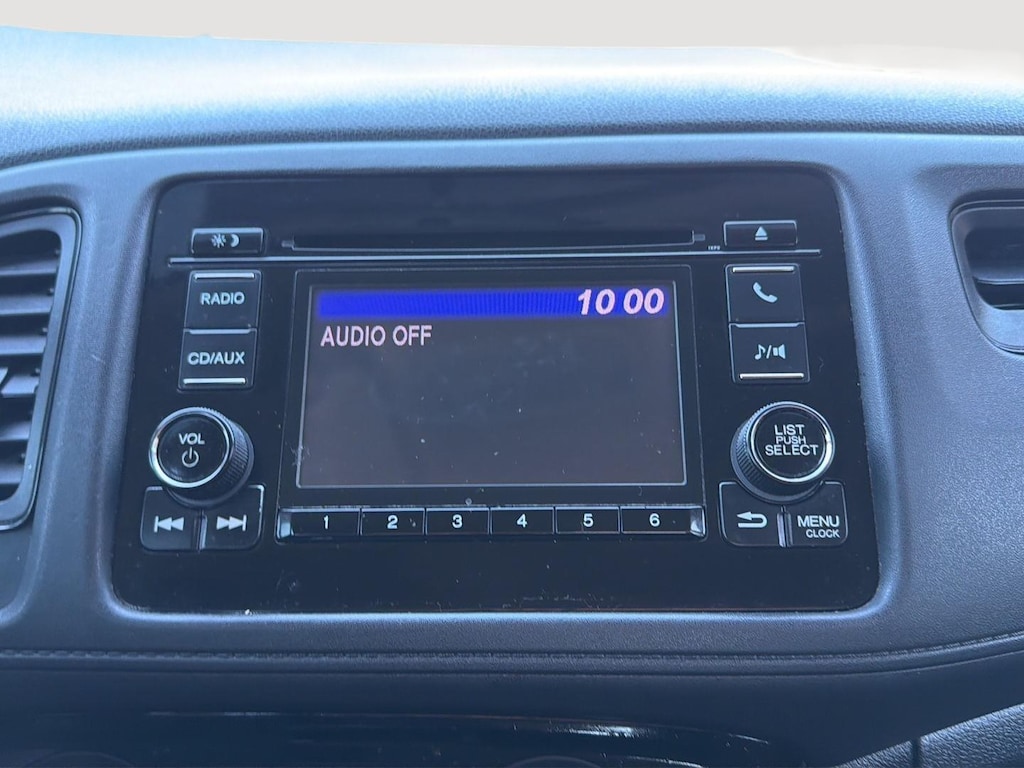 RADIO
CD/AUX
10 00
AUDIO OFF
♪/
VOL
LIST
PUSH
SELECT
1 2 3 4 5 6
MENU
CLOCK